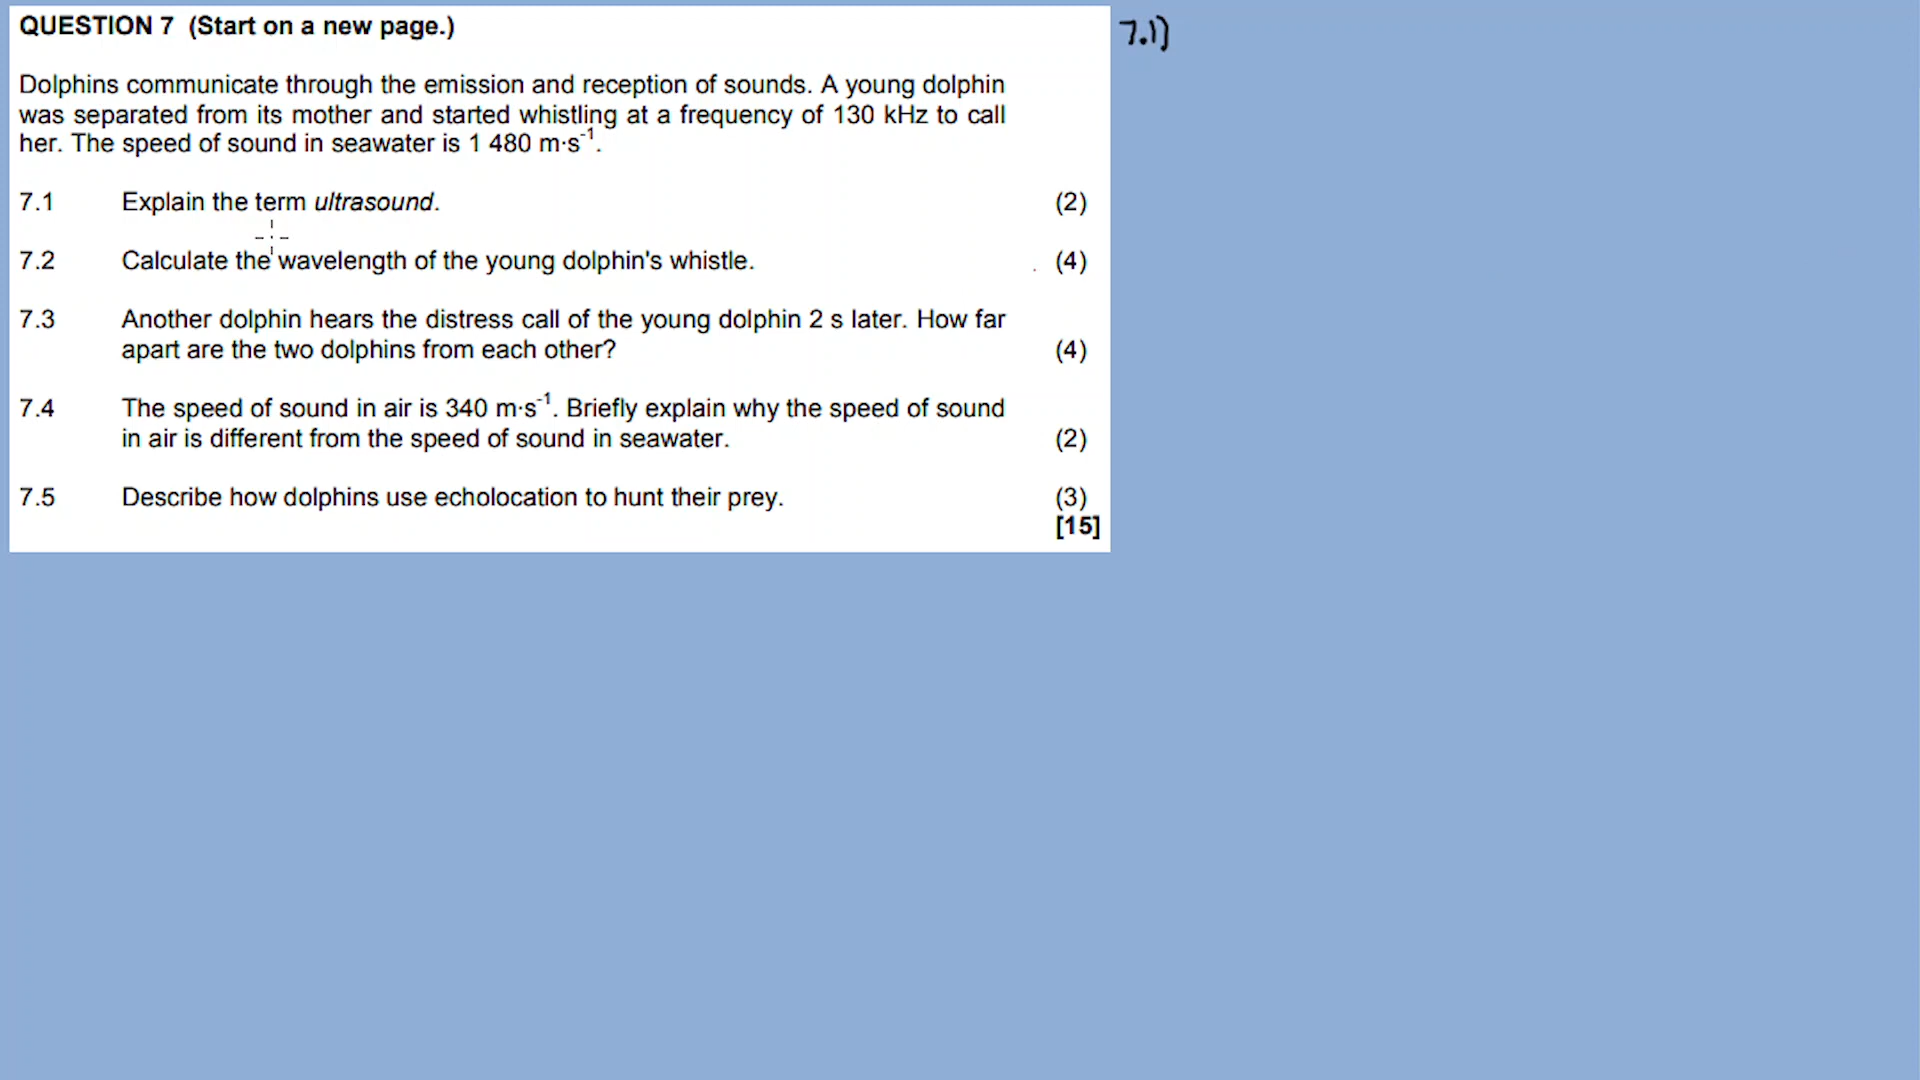 QUESTION 7 (Start on a new page.)
7.1)
Dolphins communicate through the emission and reception of sounds. A young dolphin
was separated from its mother and started whistling at a frequency of 130 kHz to call
her. The speed of sound in seawater is 1 480 m·s⁻¹.
7.1 Explain the term ultrasound. (2)
7.2 Calculate the wavelength of the young dolphin's whistle. (4)
7.3 Another dolphin hears the distress call of the young dolphin 2 s later. How far
apart are the two dolphins from each other? (4)
7.4 The speed of sound in air is 340 m·s⁻¹. Briefly explain why the speed of sound
in air is different from the speed of sound in seawater. (2)
7.5 Describe how dolphins use echolocation to hunt their prey. (3)
[15]